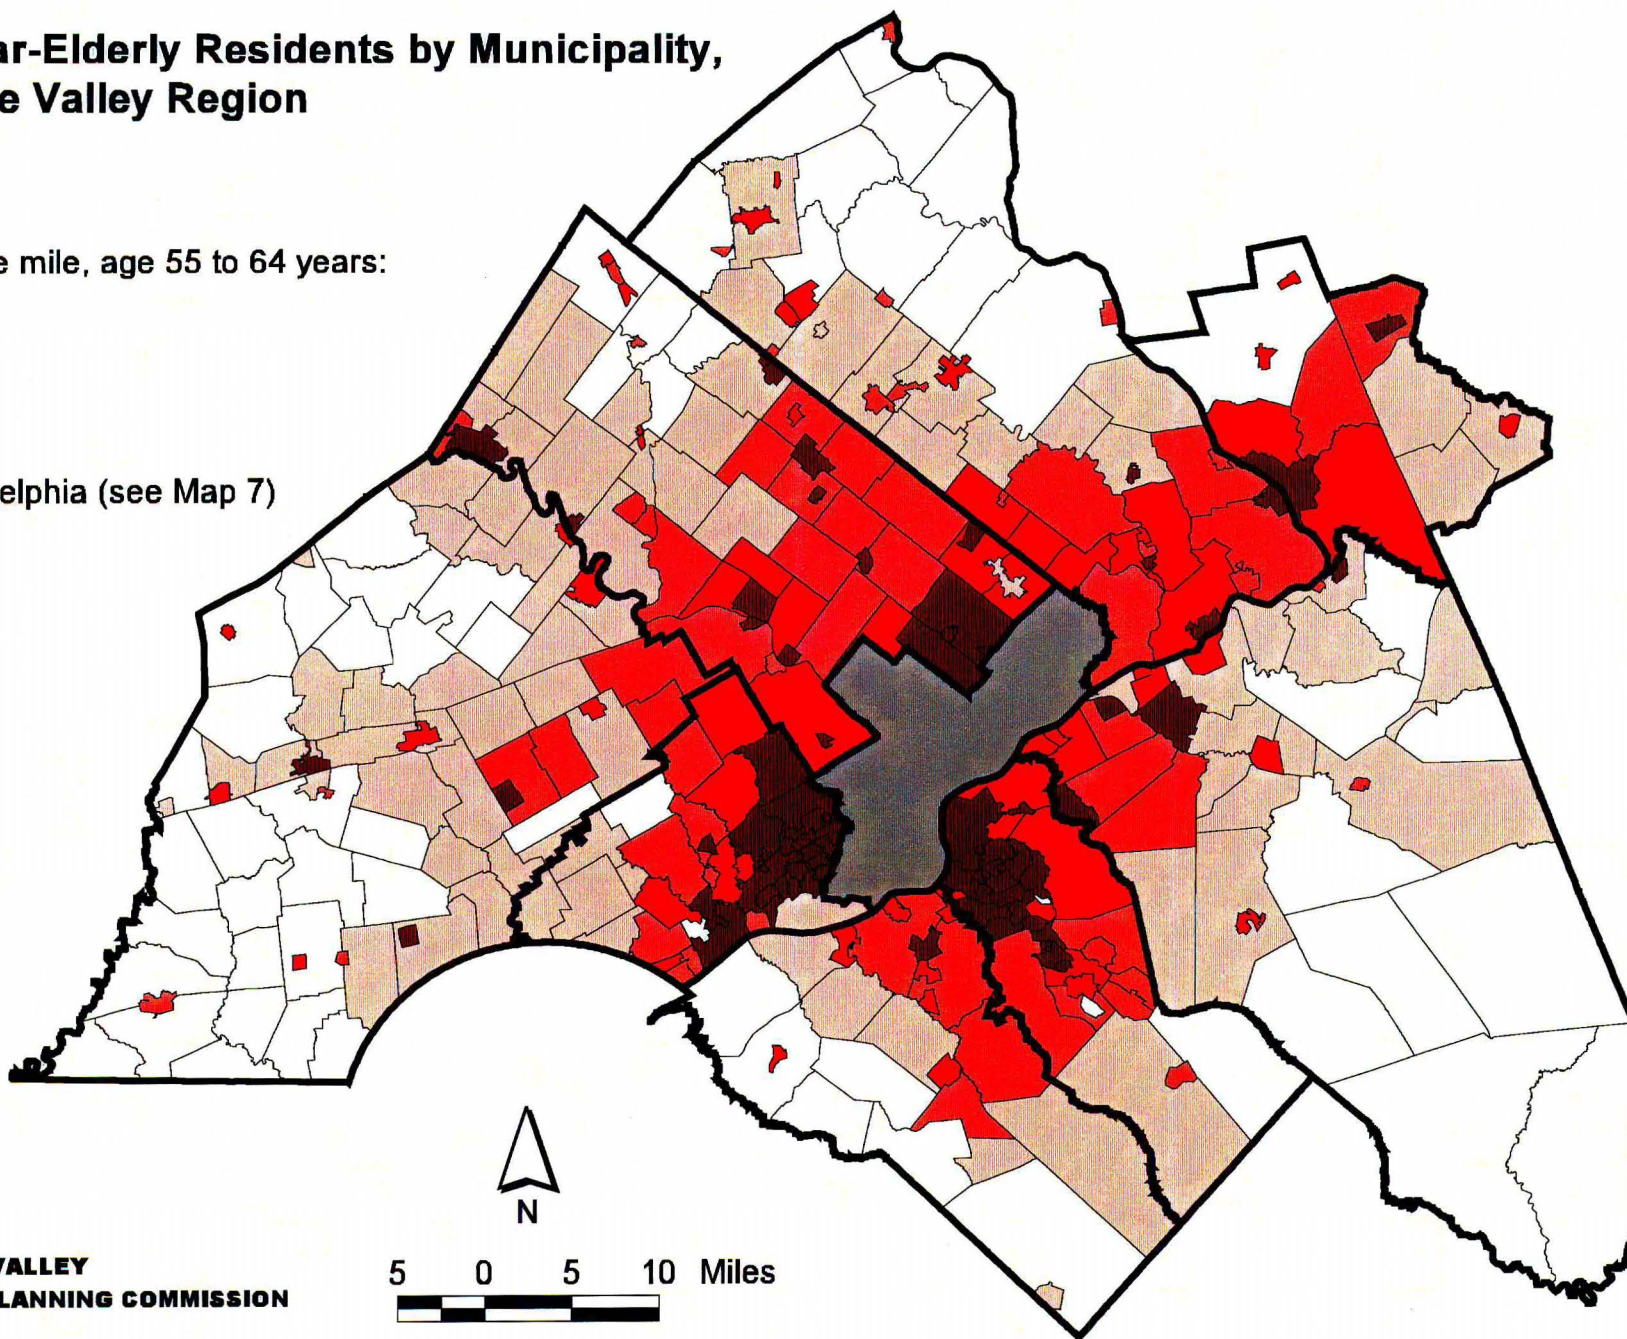 ar-Elderly Residents by Municipality,
e Valley Region
e mile, age 55 to 64 years:
elphia (see Map 7)
N
VALLEY
LANNING COMMISSION
5 0 5 10 Miles